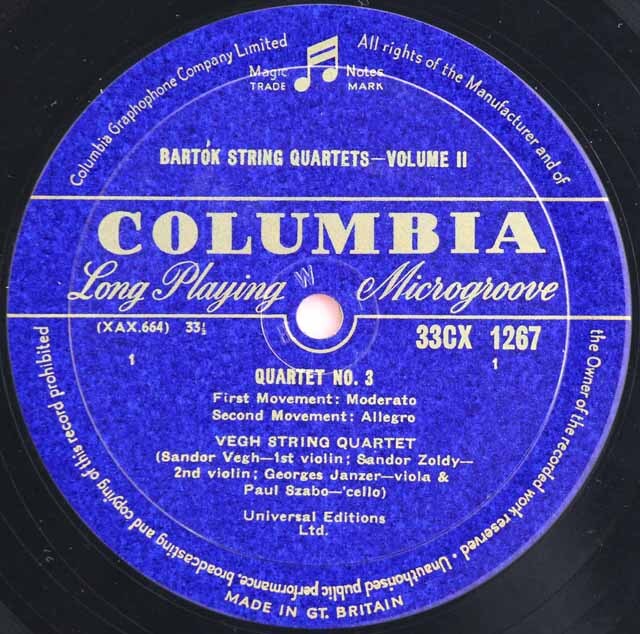 Columbia Graphophone Company Limited
All rights of the Manufacturer and of
the Owner of the recorded work reserved • Unauthorised public performance, broadcasting and copying of this record prohibited
Magic Notes
TRADE MARK
BARTÓK STRING QUARTETS—VOLUME II
COLUMBIA
Long Playing Microgroove
W
(XAX.664) 33⅓
33CX 1267
1
1
QUARTET NO. 3
First Movement: Moderato
Second Movement: Allegro
VEGH STRING QUARTET
(Sandor Vegh—1st violin; Sandor Zoldy—
2nd violin; Georges Janzer—viola &
Paul Szabo—'cello)
Universal Editions
Ltd.
MADE IN GT. BRITAIN